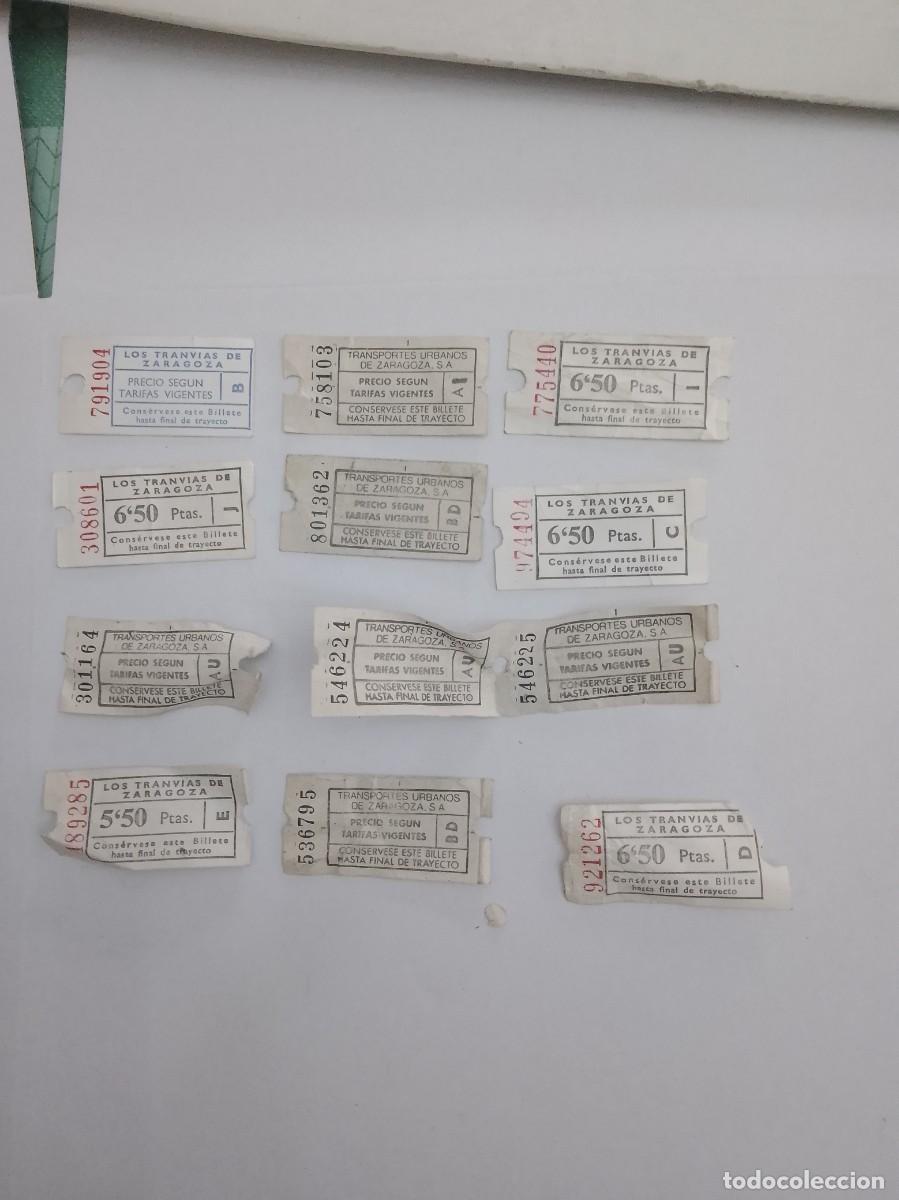 791904
LOS TRANVIAS DE
ZARAGOZA
PRECIO SEGUN
TARIFAS VIGENTES
B
Consérvese este Billete
hasta final de trayecto
758103
TRANSPORTES URBANOS
DE ZARAGOZA, S.A
PRECIO SEGUN
TARIFAS VIGENTES
CONSERVESE ESTE BILLETE
HASTA FINAL DE TRAYECTO
775440
LOS TRANVIAS DE
ZARAGOZA
6'50 Ptas.
I
Consérvese este Billete
hasta final de trayecto
308601
LOS TRANVIAS DE
ZARAGOZA
6'50 Ptas.
J
Consérvese este Billete
hasta final de trayecto
801362
TRANSPORTES URBANOS
DE ZARAGOZA, S.A
PRECIO SEGUN
TARIFAS VIGENTES
BD
CONSERVESE ESTE BILLETE
HASTA FINAL DE TRAYECTO
974494
LOS TRANVIAS DE
ZARAGOZA
6'50 Ptas.
C
Consérvese este Billete
hasta final de trayecto
301164
TRANSPORTES URBANOS
DE ZARAGOZA, S.A
PRECIO SEGUN
TARIFAS VIGENTES
AU
CONSERVESE ESTE BILLETE
HASTA FINAL DE TRAYECTO
546224
TRANSPORTES URBANOS
DE ZARAGOZA, S.A
PRECIO SEGUN
TARIFAS VIGENTES
AU
CONSERVESE ESTE BILLETE
HASTA FINAL DE TRAYECTO
546225
TRANSPORTES URBANOS
DE ZARAGOZA, S.A
PRECIO SEGUN
TARIFAS VIGENTES
AU
CONSERVESE ESTE BILLETE
HASTA FINAL DE TRAYECTO
489285
LOS TRANVIAS DE
ZARAGOZA
5'50 Ptas.
E
Consérvese este Billete
hasta final de trayecto
536795
TRANSPORTES URBANOS
DE ZARAGOZA, S.A
PRECIO SEGUN
TARIFAS VIGENTES
BD
CONSERVESE ESTE BILLETE
HASTA FINAL DE TRAYECTO
921262
LOS TRANVIAS DE
ZARAGOZA
6'50 Ptas.
D
Consérvese este Billete
hasta final de trayecto
todocoleccion